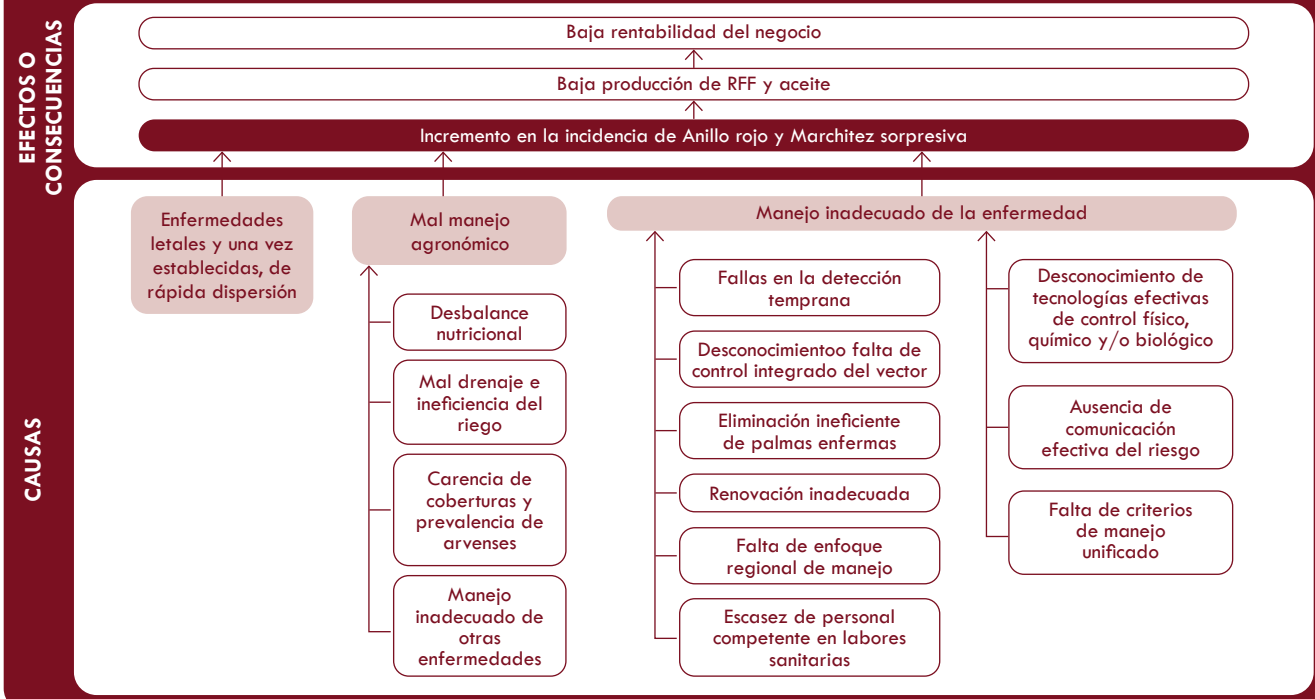 EFECTOS O
CONSECUENCIAS
Baja rentabilidad del negocio
Baja producción de RFF y aceite
Incremento en la incidencia de Anillo rojo y Marchitez sorpresiva
CAUSAS
Enfermedades
letales y una vez
establecidas, de
rápida dispersión
Mal manejo
agronómico
Desbalance
nutricional
Mal drenaje e
ineficiencia del
riego
Carencia de
coberturas y
prevalencia de
arvenses
Manejo
inadecuado de
otras
enfermedades
Manejo inadecuado de la enfermedad
Fallas en la detección
temprana
Desconocimientoo falta de
control integrado del vector
Eliminación ineficiente
de palmas enfermas
Renovación inadecuada
Falta de enfoque
regional de manejo
Escasez de personal
competente en labores
sanitarias
Desconocimiento de
tecnologías efectivas
de control físico,
químico y/o biológico
Ausencia de
comunicación
efectiva del riesgo
Falta de criterios
de manejo
unificado